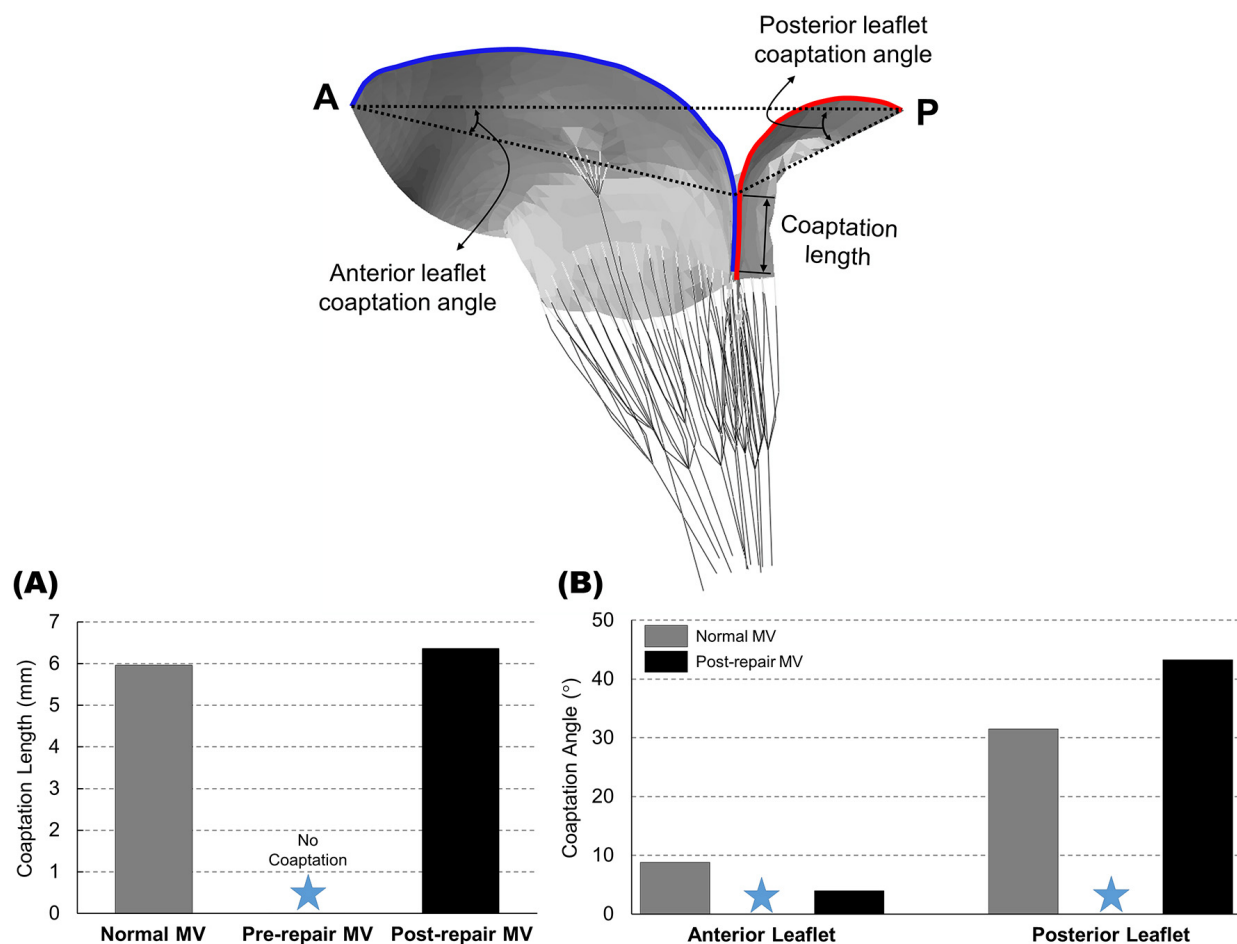 Posterior leaflet
coaptation angle
A
P
Coaptation
length
Anterior leaflet
coaptation angle
(A)
7
6
5
4
3
2
1
0
Coaptation Length (mm)
No
Coaptation
Normal MV
Pre-repair MV
Post-repair MV
(B)
50
40
30
20
10
0
Coaptation Angle (°)
Normal MV
Post-repair MV
Anterior Leaflet
Posterior Leaflet